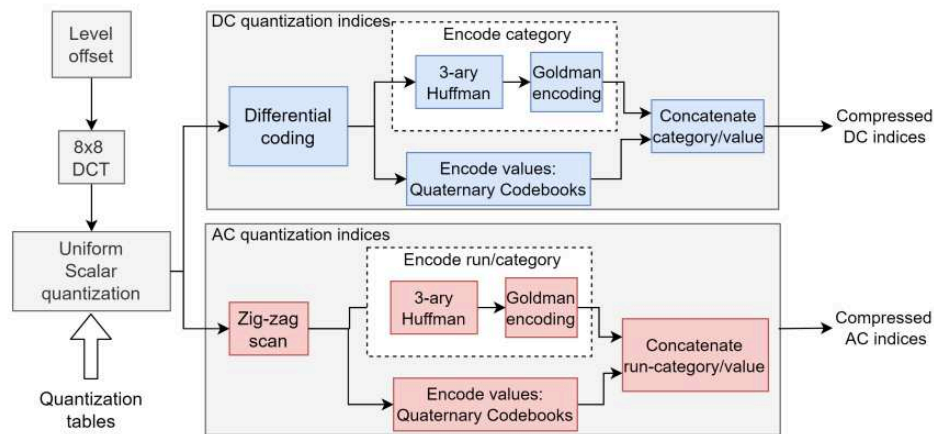 Level
offset
8x8
DCT
Uniform
Scalar
quantization
Quantization
tables
DC quantization indices
Encode category
3-ary
Huffman
Goldman
encoding
Differential
coding
Encode values:
Quaternary Codebooks
Concatenate
category/value
Compressed
DC indices
AC quantization indices
Encode run/category
3-ary
Huffman
Goldman
encoding
Zig-zag
scan
Encode values:
Quaternary Codebooks
Concatenate
run-category/value
Compressed
AC indices